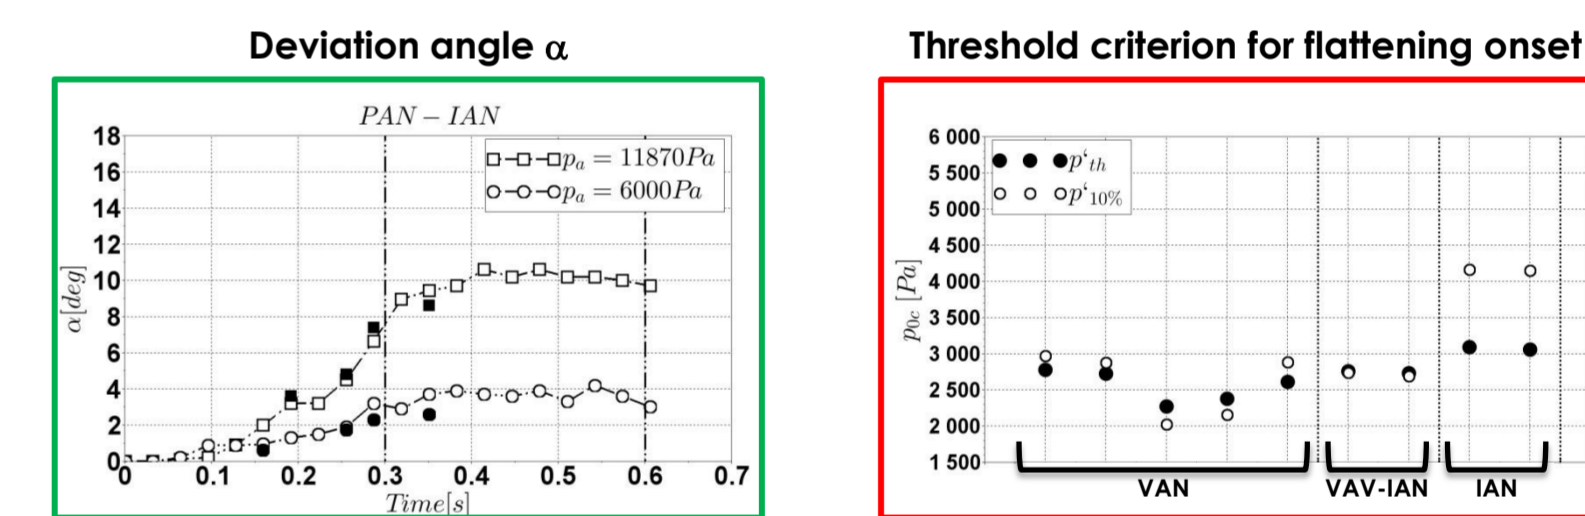 Deviation angle α
PAN – IAN
18
16
14
12
10
8
6
4
2
0
α[deg]
pₐ = 11870Pa
pₐ = 6000Pa
0 0.1 0.2 0.3 0.4 0.5 0.6 0.7
Time[s]
Threshold criterion for flattening onset
6 000
5 500
5 000
4 500
4 000
3 500
3 000
2 500
2 000
1 500
p₀c [Pa]
p‘th
p‘10%
VAN VAV-IAN IAN